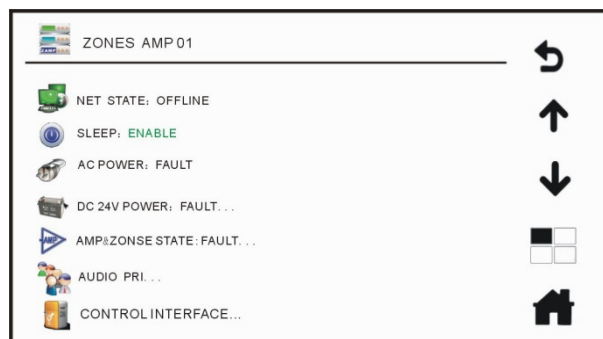 ZONES AMP 01
NET STATE: OFFLINE
SLEEP: ENABLE
AC POWER: FAULT
DC 24V POWER: FAULT...
AMP
AMP&ZONSE STATE: FAULT...
AUDIO PRI...
CONTROL INTERFACE...